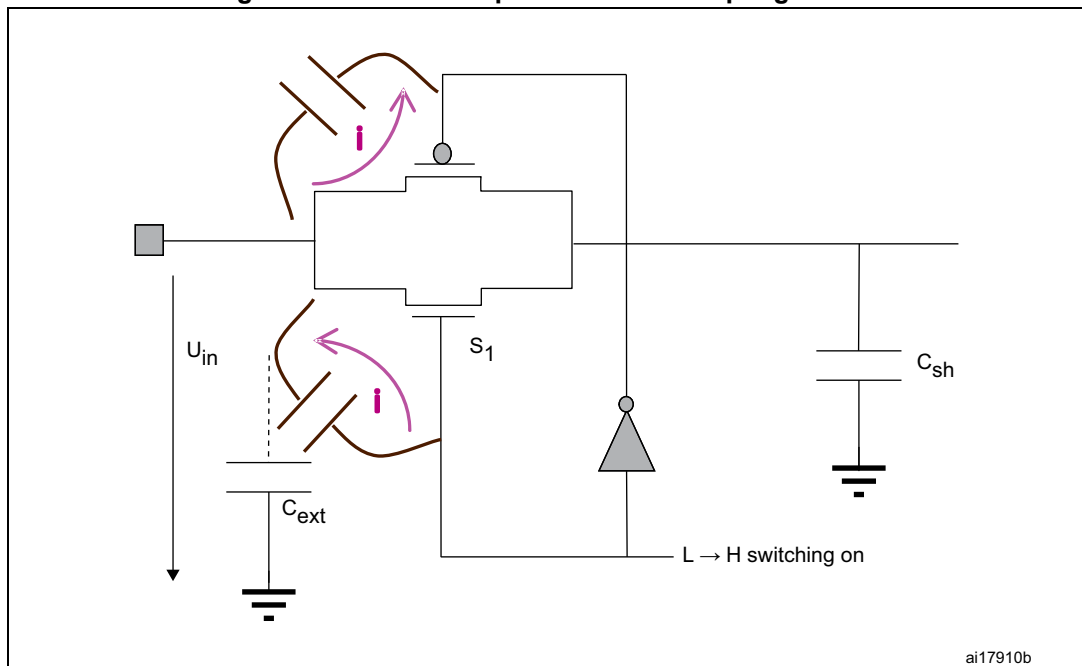 i
U_in
S_1
i
C_sh
C_ext
L → H switching on
ai17910b